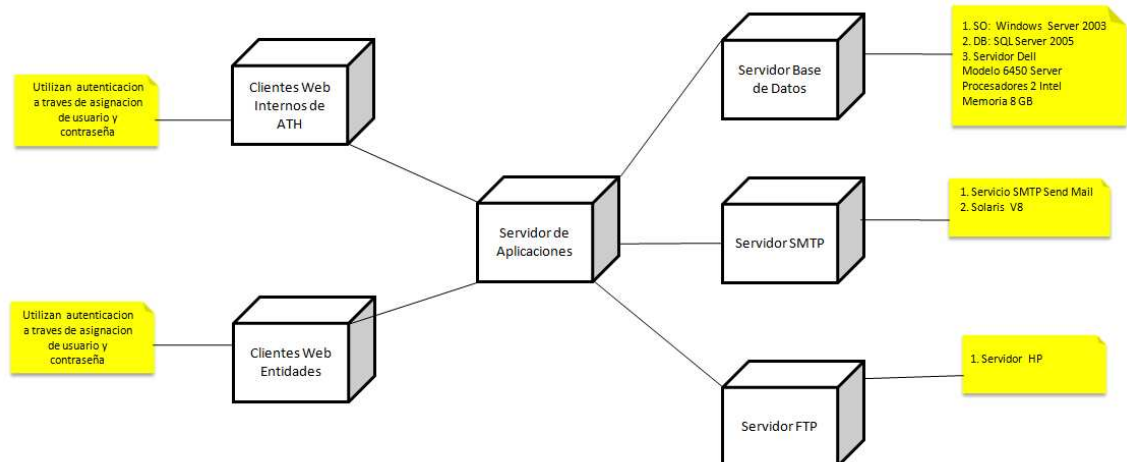 Utilizan autenticacion
a traves de asignacion
de usuario y
contraseña
Clientes Web
Internos de
ATH
Servidor Base
de Datos
1. SO: Windows Server 2003
2. DB: SQL Server 2005
3. Servidor Dell
Modelo 6450 Server
Procesadores 2 Intel
Memoria 8 GB
Servidor de
Aplicaciones
Servidor SMTP
1. Servicio SMTP Send Mail
2. Solaris V8
Utilizan autenticacion
a traves de asignacion
de usuario y
contraseña
Clientes Web
Entidades
Servidor FTP
1. Servidor HP